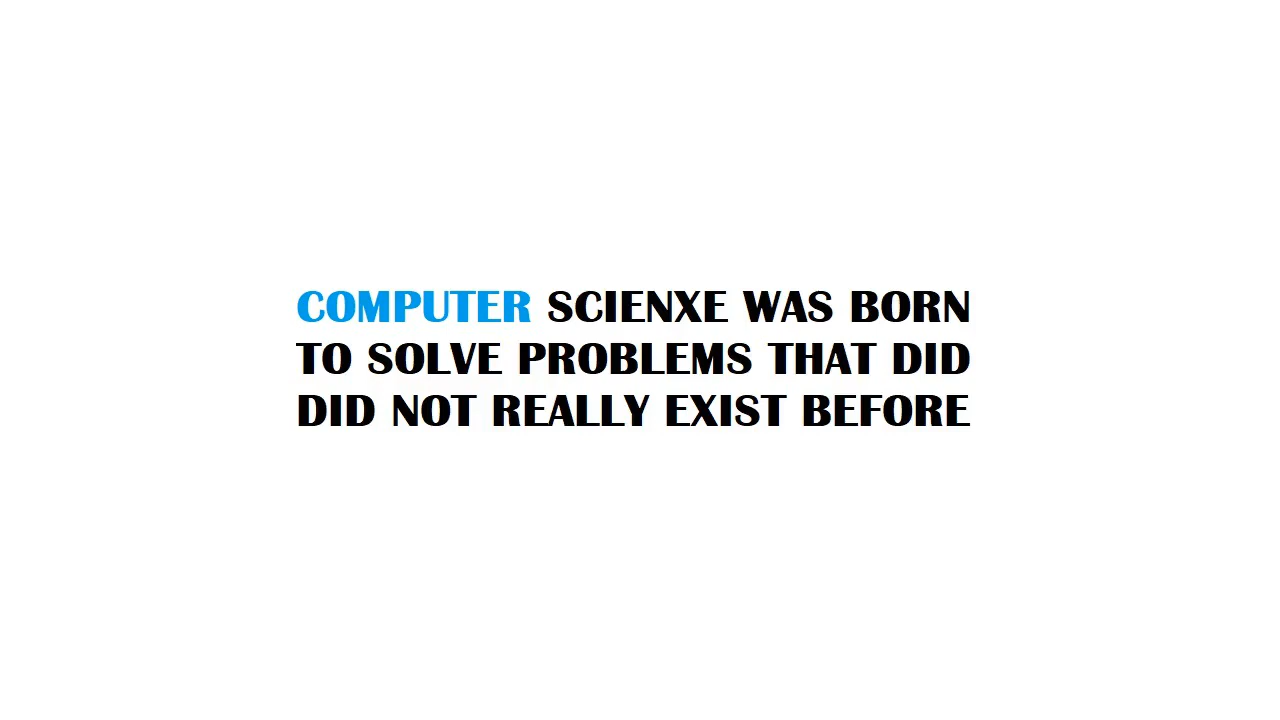 COMPUTER SCIENXE WAS BORN
TO SOLVE PROBLEMS THAT DID
DID NOT REALLY EXIST BEFORE